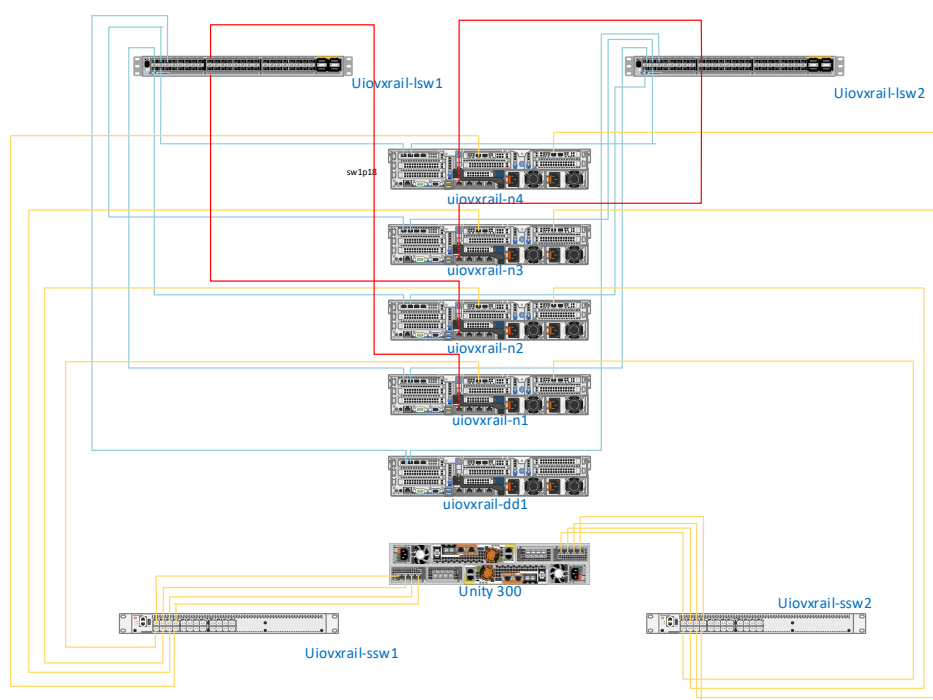 Uiovxrail-lsw1
Uiovxrail-lsw2
sw1p18
uiovxrail-n4
uiovxrail-n3
uiovxrail-n2
uiovxrail-n1
uiovxrail-dd1
Unity 300
Uiovxrail-ssw2
Uiovxrail-ssw1